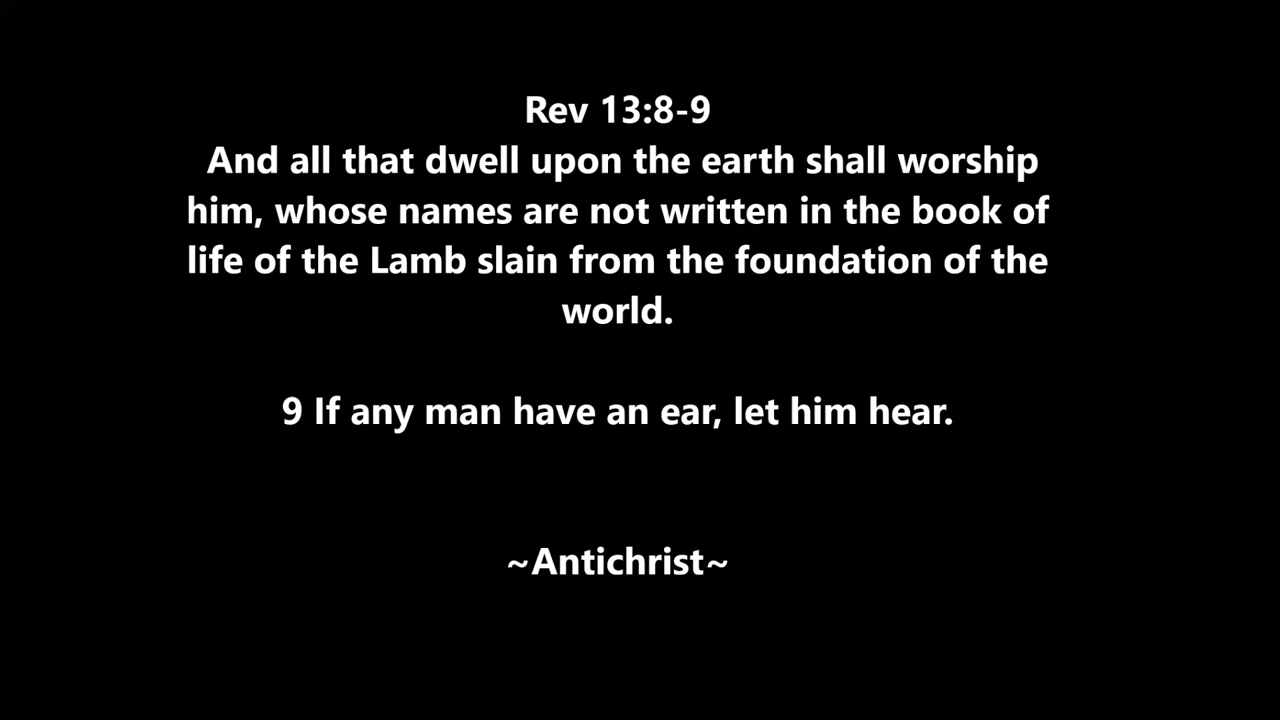 Rev 13:8-9
And all that dwell upon the earth shall worship
him, whose names are not written in the book of
life of the Lamb slain from the foundation of the
world.
9 If any man have an ear, let him hear.
~Antichrist~